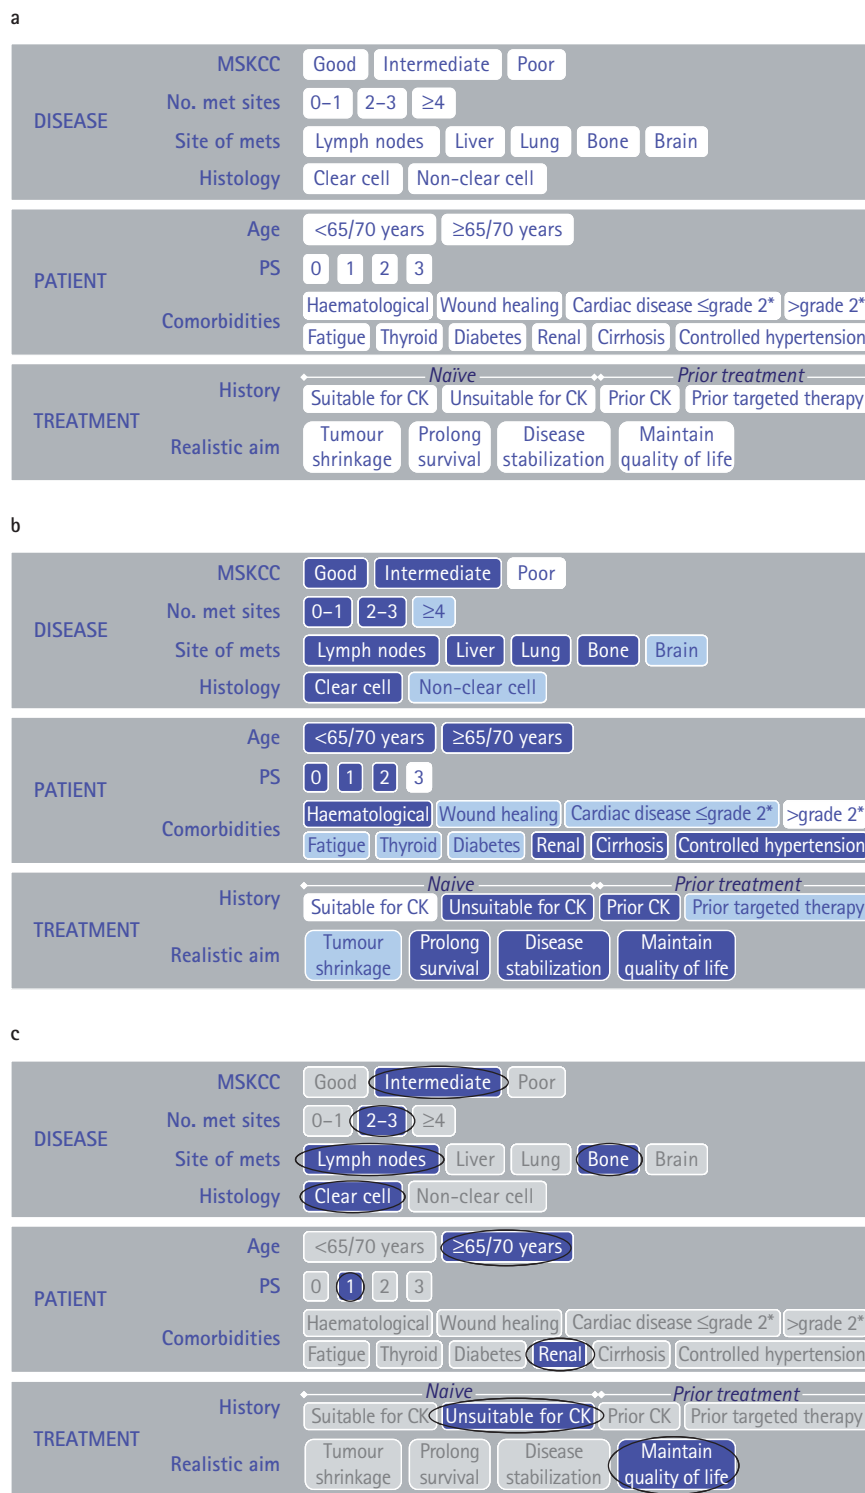 a
MSKCC Good Intermediate Poor
No. met sites 0–1 2–3 ≥4
DISEASE
Site of mets Lymph nodes Liver Lung Bone Brain
Histology Clear cell Non-clear cell
Age <65/70 years ≥65/70 years
PS 0 1 2 3
PATIENT
Haematological Wound healing Cardiac disease ≤grade 2* >grade 2*
Comorbidities
Fatigue Thyroid Diabetes Renal Cirrhosis Controlled hypertension
Naïve Prior treatment
History
Suitable for CK Unsuitable for CK Prior CK Prior targeted therapy
TREATMENT
Tumour Prolong Disease Maintain
Realistic aim
shrinkage survival stabilization quality of life
b
MSKCC Good Intermediate Poor
No. met sites 0–1 2–3 ≥4
DISEASE
Site of mets Lymph nodes Liver Lung Bone Brain
Histology Clear cell Non-clear cell
Age <65/70 years ≥65/70 years
PS 0 1 2 3
PATIENT
Haematological Wound healing Cardiac disease ≤grade 2* >grade 2*
Comorbidities
Fatigue Thyroid Diabetes Renal Cirrhosis Controlled hypertension
Naive Prior treatment
History
Suitable for CK Unsuitable for CK Prior CK Prior targeted therapy
TREATMENT
Tumour Prolong Disease Maintain
Realistic aim
shrinkage survival stabilization quality of life
c
MSKCC Good Intermediate Poor
No. met sites 0–1 2–3 ≥4
DISEASE
Site of mets Lymph nodes Liver Lung Bone Brain
Histology Clear cell Non-clear cell
Age <65/70 years ≥65/70 years
PS 0 1 2 3
PATIENT
Haematological Wound healing Cardiac disease ≤grade 2* >grade 2*
Comorbidities
Fatigue Thyroid Diabetes Renal Cirrhosis Controlled hypertension
Naive Prior treatment
History
Suitable for CK Unsuitable for CK Prior CK Prior targeted therapy
TREATMENT
Tumour Prolong Disease Maintain
Realistic aim
shrinkage survival stabilization quality of life